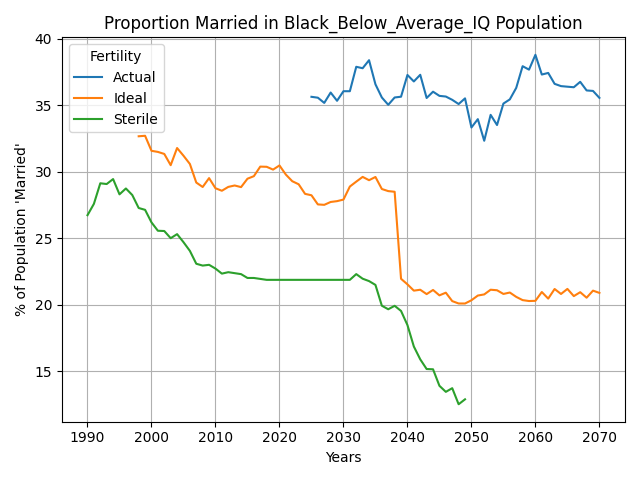 Proportion Married in Black_Below_Average_IQ Population
% of Population 'Married'
40
35
30
25
20
15
Fertility
Actual
Ideal
Sterile
1990 2000 2010 2020 2030 2040 2050 2060 2070
Years